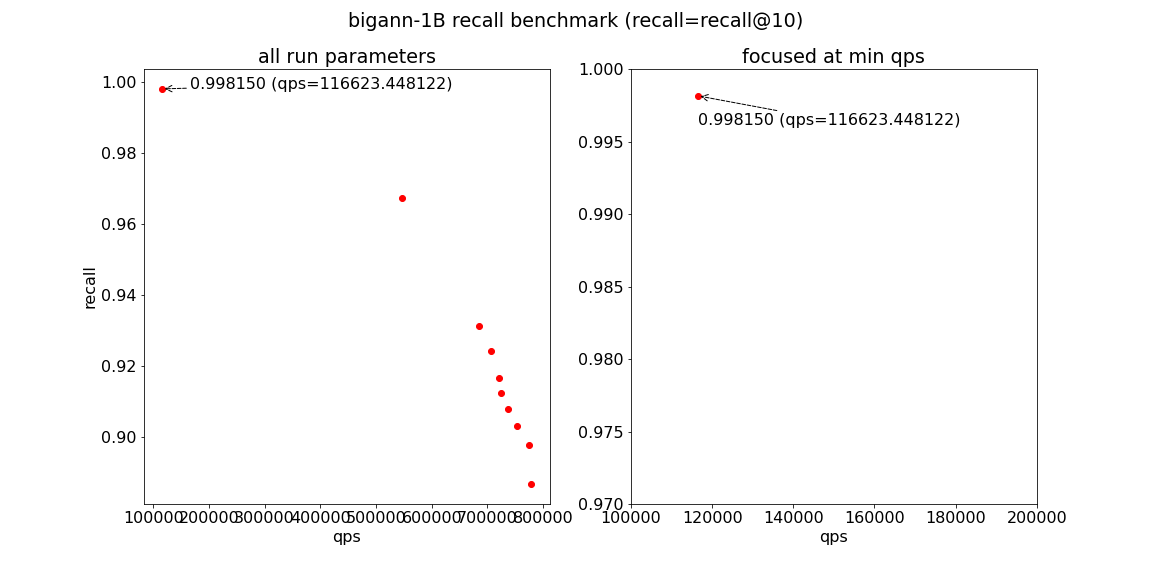 bigann-1B recall benchmark (recall=recall@10)
all run parameters
1.00
0.98
0.96
0.94
0.92
0.90
recall
0.998150 (qps=116623.448122)
100000 200000 300000 400000 500000 600000 700000 800000
qps
focused at min qps
1.000
0.995
0.990
0.985
0.980
0.975
0.970
0.998150 (qps=116623.448122)
100000 120000 140000 160000 180000 200000
qps